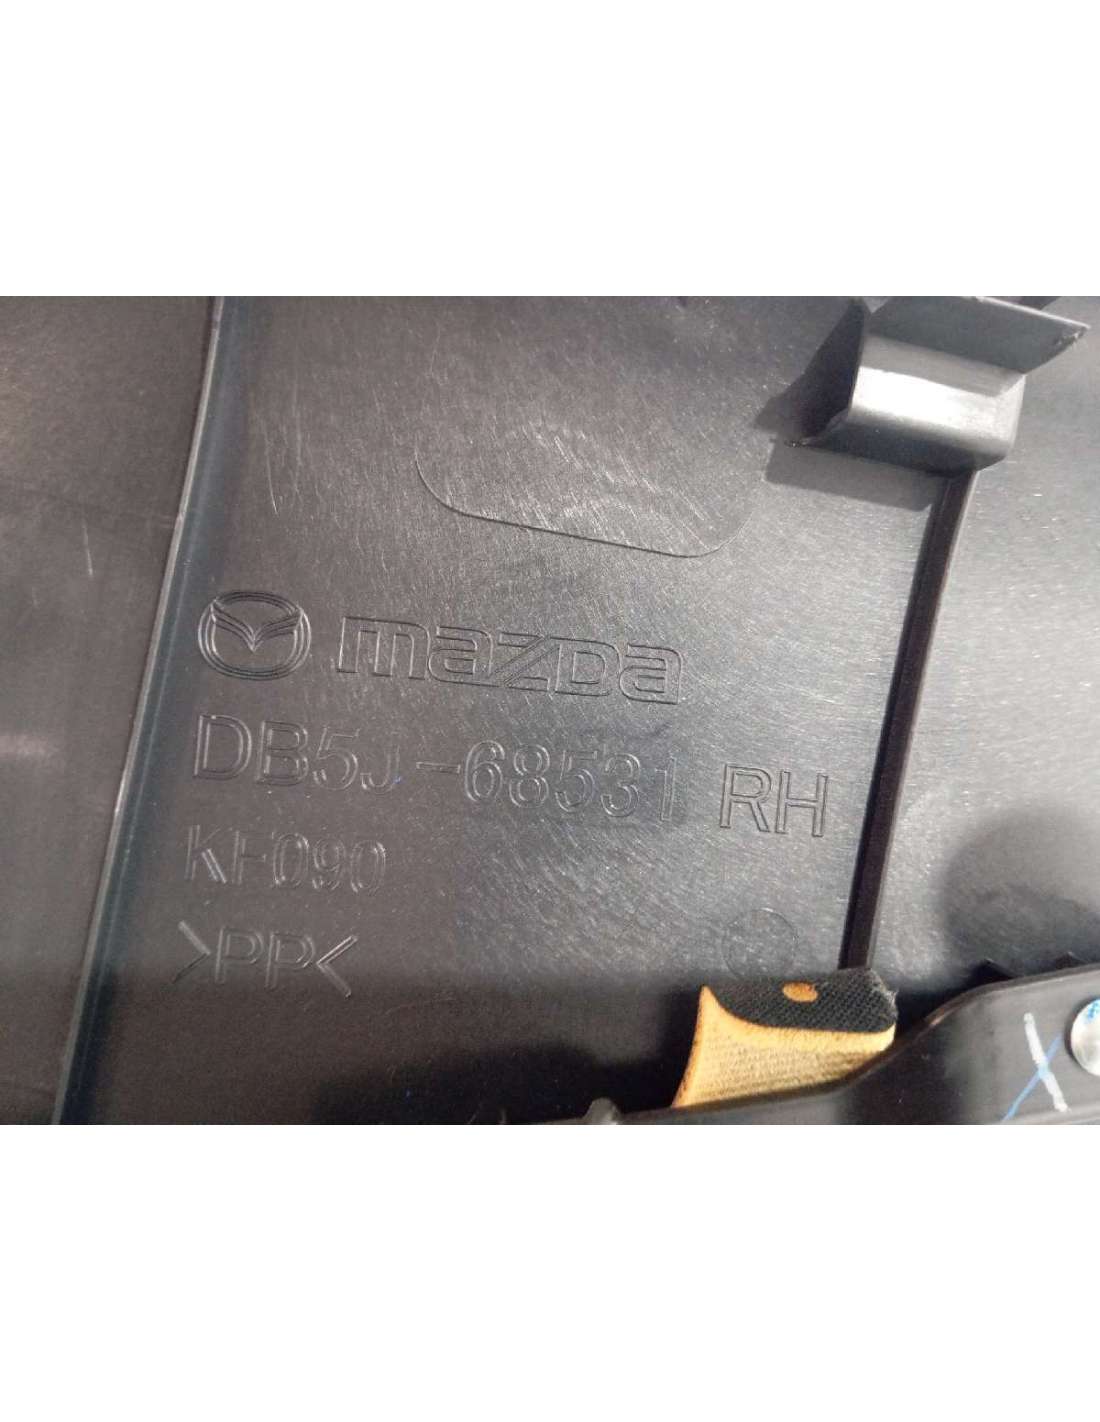 mazda
DB5J-68531 RH
KF090
>PP<